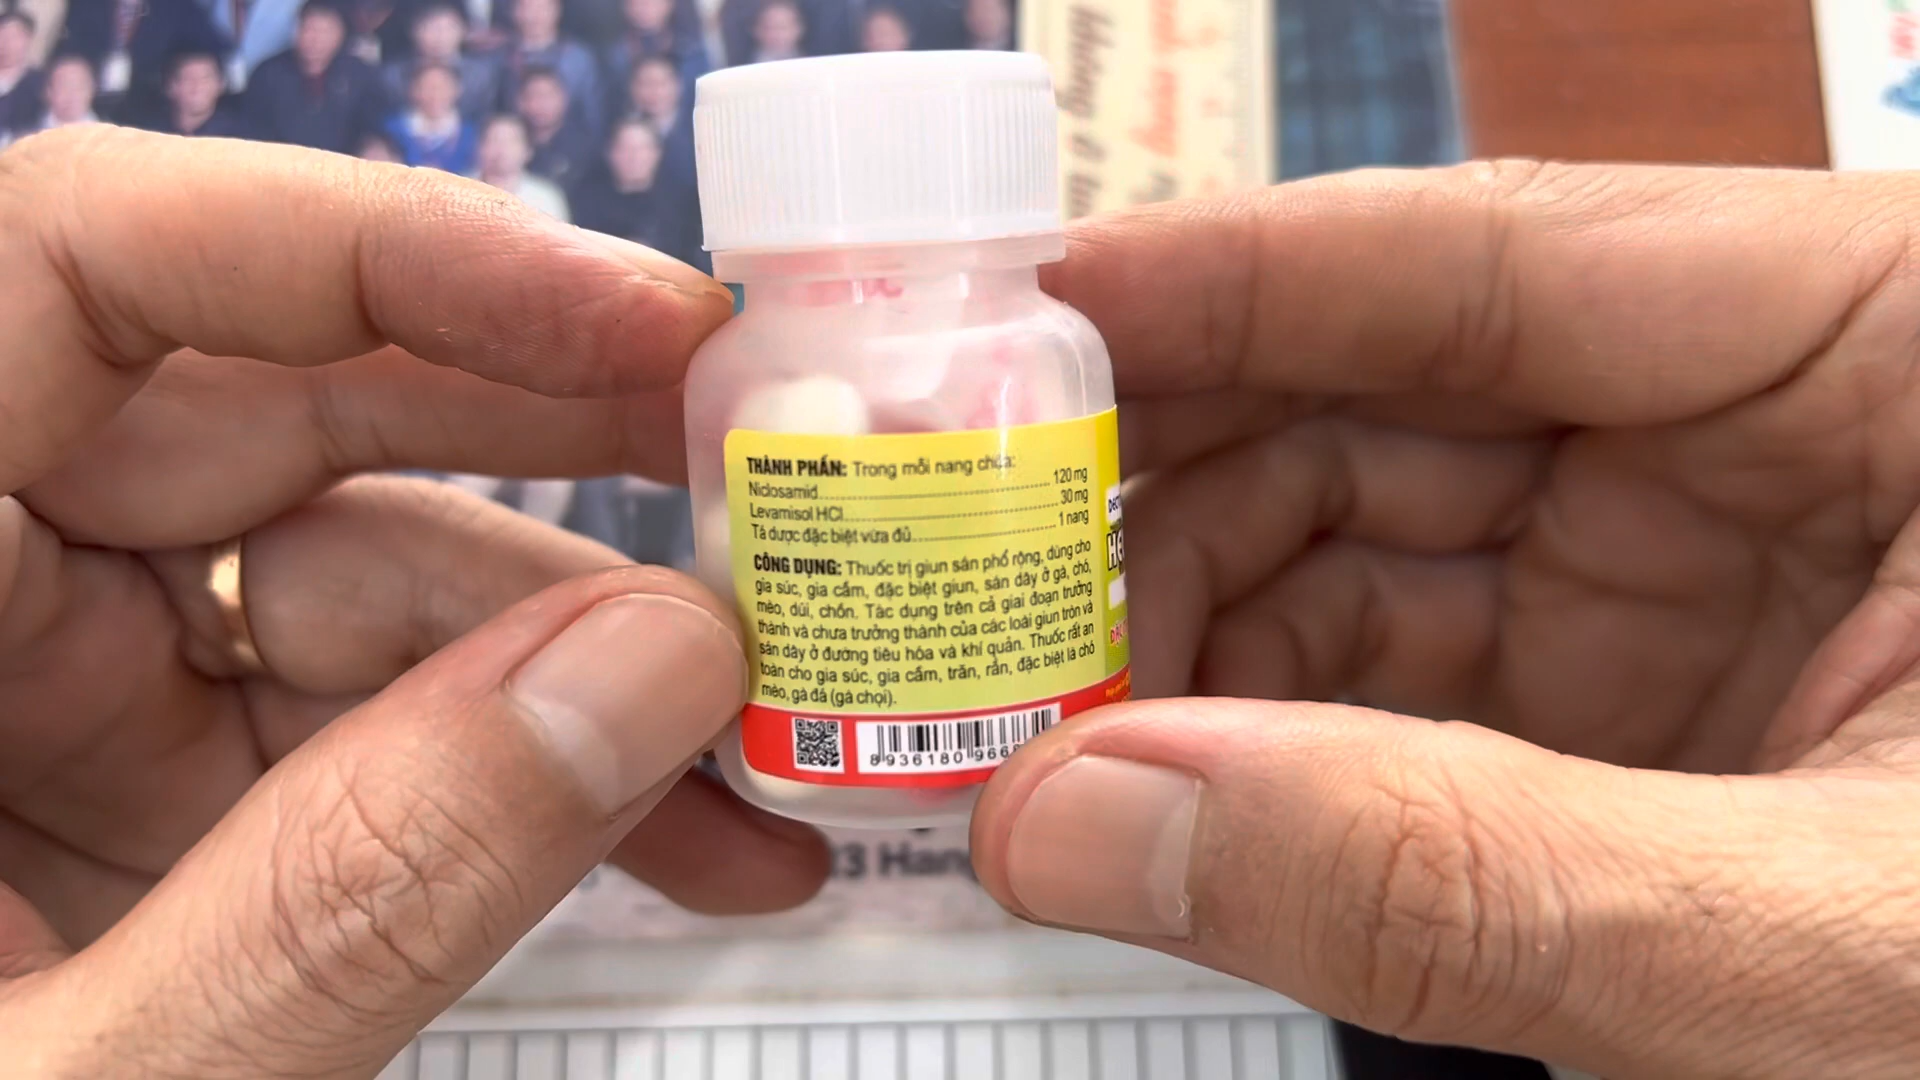 không ở
THÀNH PHẦN: Trong mỗi nang chứa:
Niclosamid........................................ 120 mg
Levamisol HCl..................................... 30 mg
Tá dược đặc biệt vừa đủ........................... 1 nang
CÔNG DỤNG: Thuốc trị giun sán phổ rộng, dùng cho
gia súc, gia cầm, đặc biệt giun, sán dây ở gà, chó,
mèo, dúi, chồn. Tác dụng trên cả giai đoạn trưởng
thành và chưa trưởng thành của các loài giun tròn và
sán dây ở đường tiêu hóa và khí quản. Thuốc rất an
toàn cho gia súc, gia cầm, trăn, rắn, đặc biệt là chó
mèo, gà đá (gà chọi).
8 936180 966